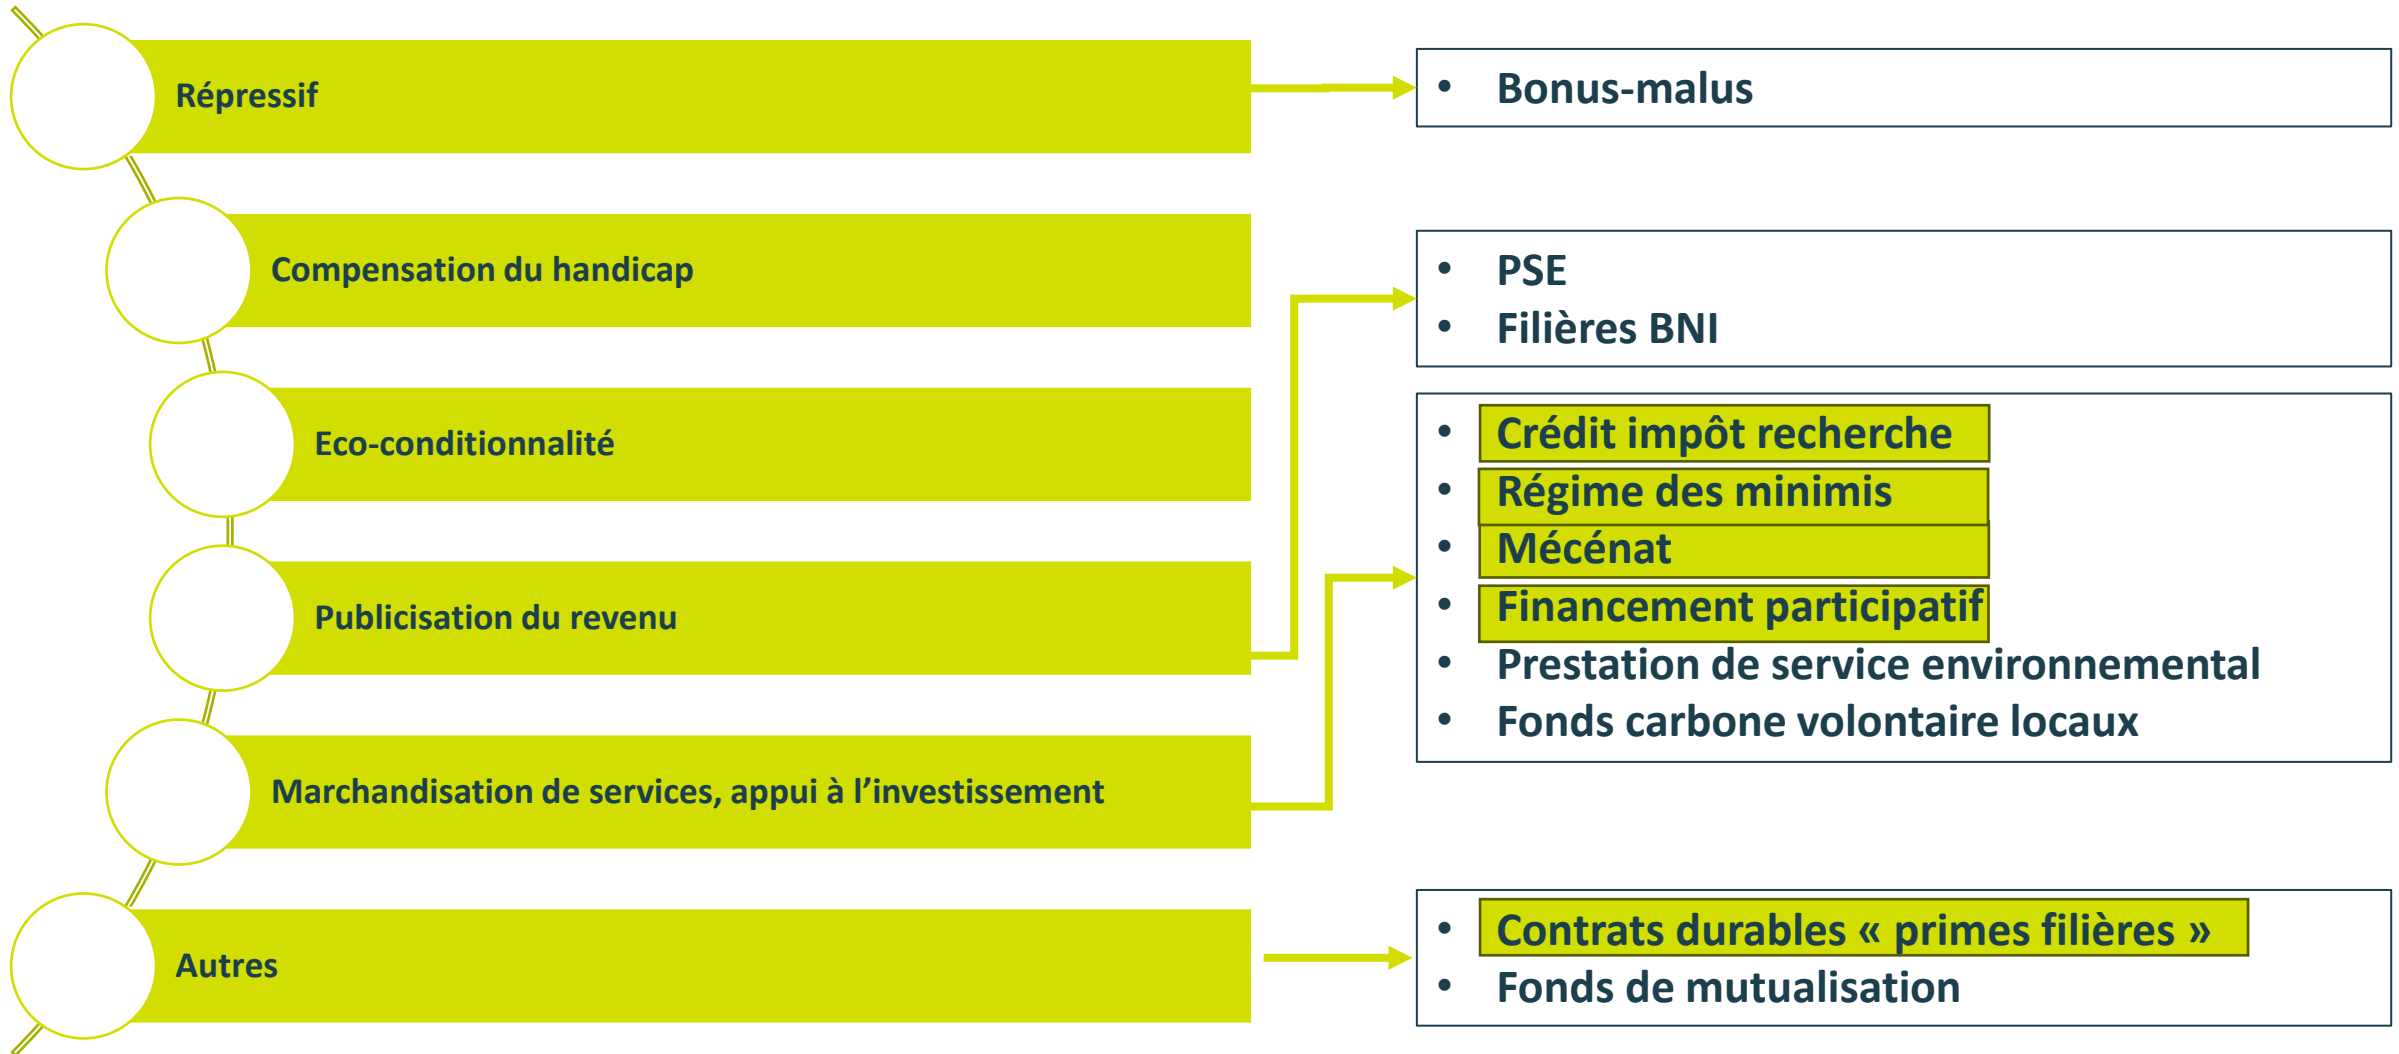 Répressif
• Bonus-malus
Compensation du handicap
• PSE
• Filières BNI
Eco-conditionnalité
Publicisation du revenu
• Crédit impôt recherche
• Régime des minimis
• Mécénat
• Financement participatif
• Prestation de service environnemental
• Fonds carbone volontaire locaux
Marchandisation de services, appui à l’investissement
Autres
• Contrats durables « primes filières »
• Fonds de mutualisation